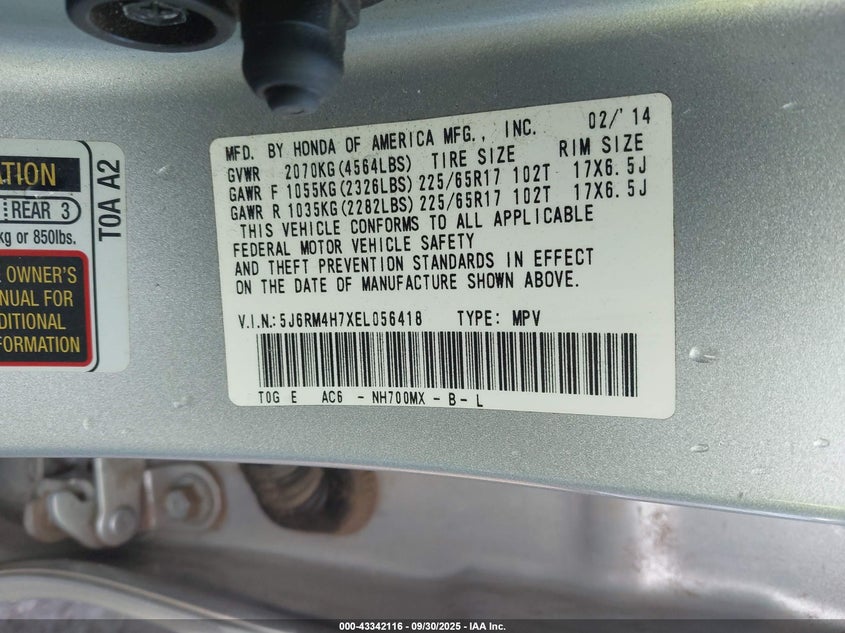 MFD. BY HONDA OF AMERICA MFG., INC. 02/'14
GVWR 2070KG(4564LBS) TIRE SIZE RIM SIZE
GAWR F 1055KG(2326LBS) 225/65R17 102T 17X6.5J
GAWR R 1035KG(2282LBS) 225/65R17 102T 17X6.5J
THIS VEHICLE CONFORMS TO ALL APPLICABLE
FEDERAL MOTOR VEHICLE SAFETY
AND THEFT PREVENTION STANDARDS IN EFFECT
ON THE DATE OF MANUFACTURE SHOWN ABOVE.
V.I.N.: 5J6RM4H7XEL056418 TYPE: MPV
T0G E AC6 - NH700MX - B - L
ATION
REAR 3
kg or 850lbs.
OWNER'S
NUAL FOR
DDITIONAL
FORMATION
T0A A2
000-43342116 - 09/30/2025 - IAA Inc.